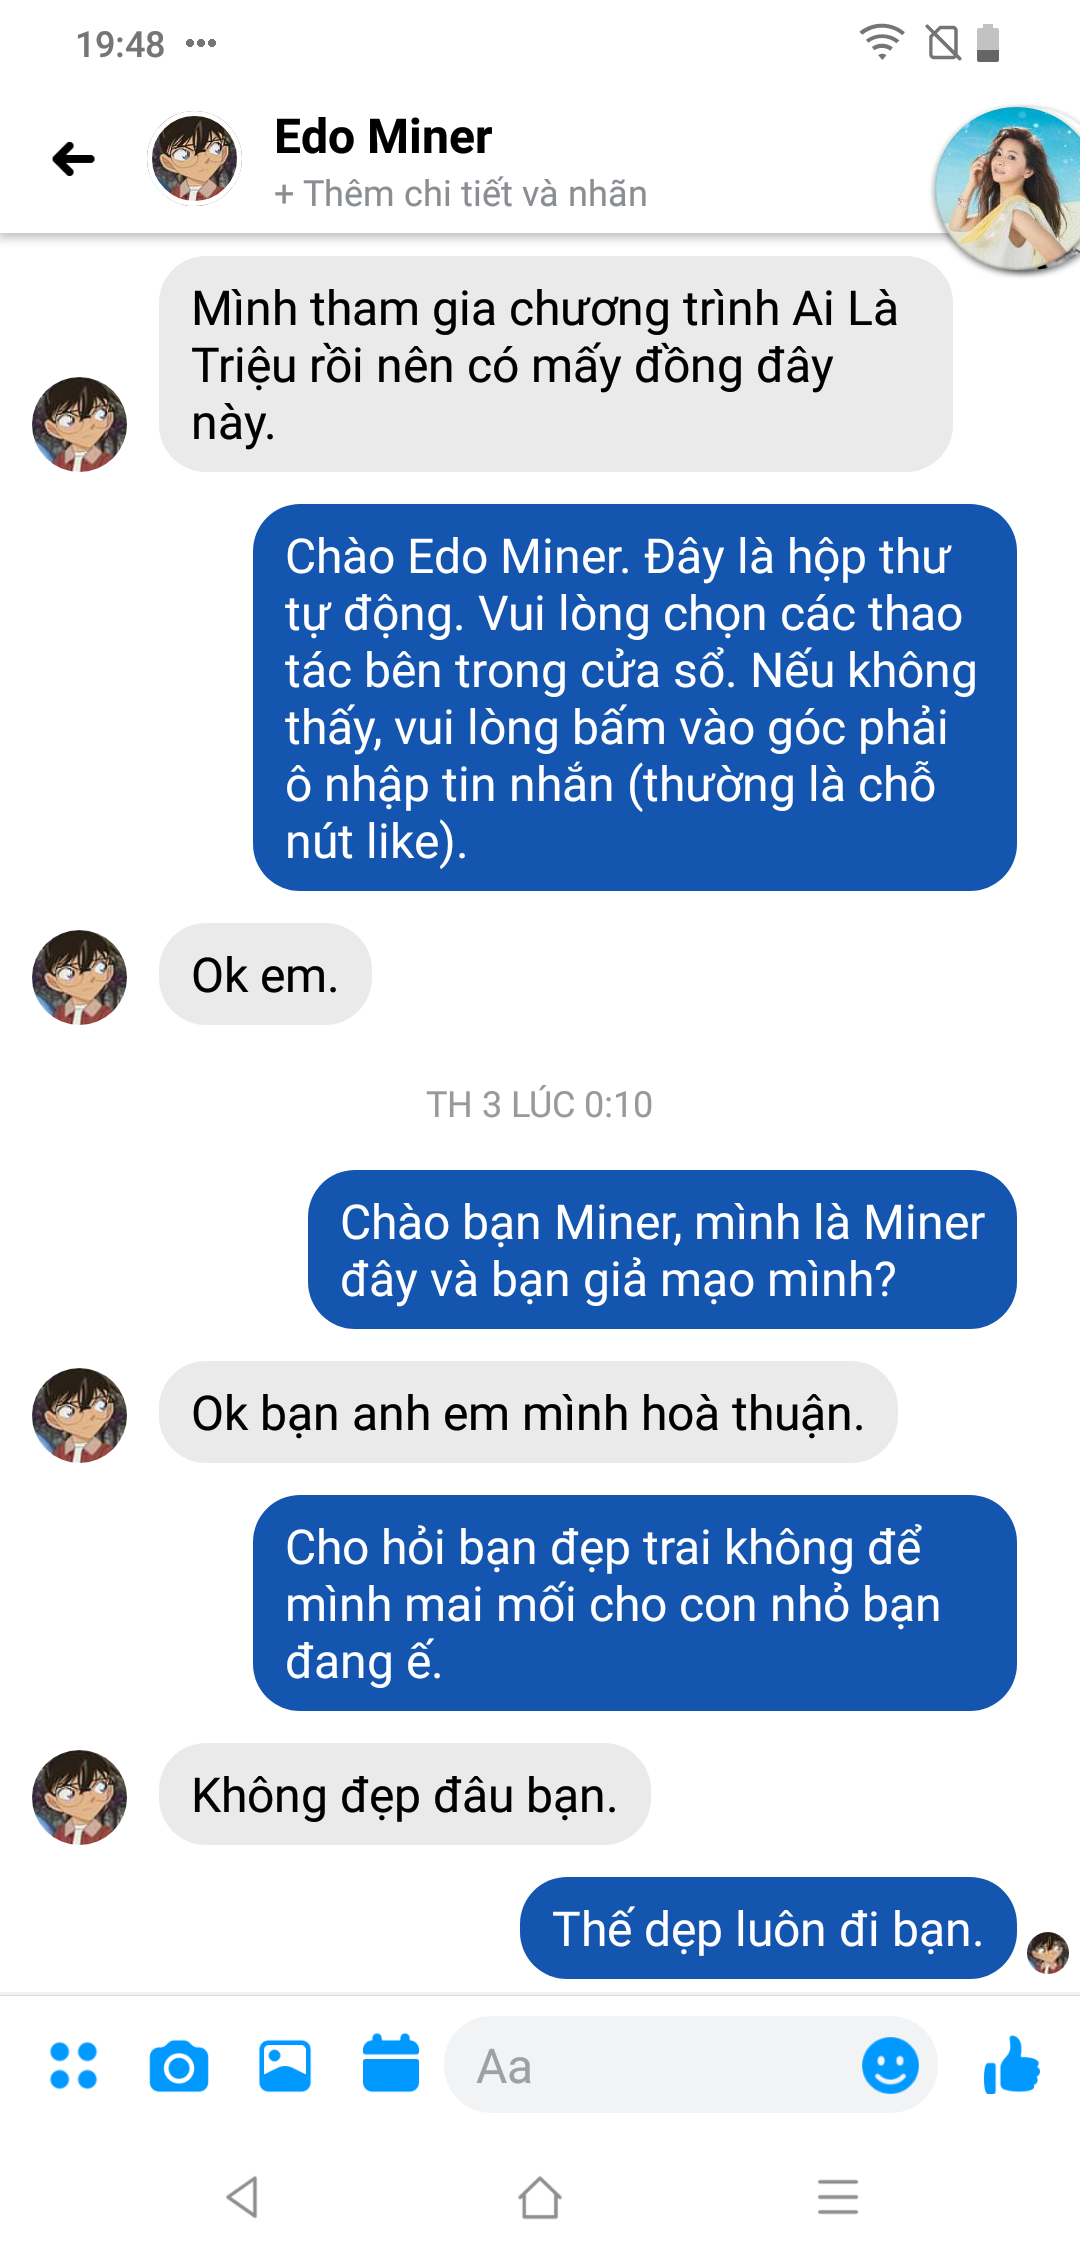 19:48
Edo Miner
+ Thêm chi tiết và nhãn
Mình tham gia chương trình Ai Là
Triệu rồi nên có mấy đồng đây
này.
Chào Edo Miner. Đây là hộp thư
tự động. Vui lòng chọn các thao
tác bên trong cửa sổ. Nếu không
thấy, vui lòng bấm vào góc phải
ô nhập tin nhắn (thường là chỗ
nút like).
Ok em.
TH 3 LÚC 0:10
Chào bạn Miner, mình là Miner
đây và bạn giả mạo mình?
Ok bạn anh em mình hoà thuận.
Cho hỏi bạn đẹp trai không để
mình mai mối cho con nhỏ bạn
đang ế.
Không đẹp đâu bạn.
Thế dẹp luôn đi bạn.
Aa